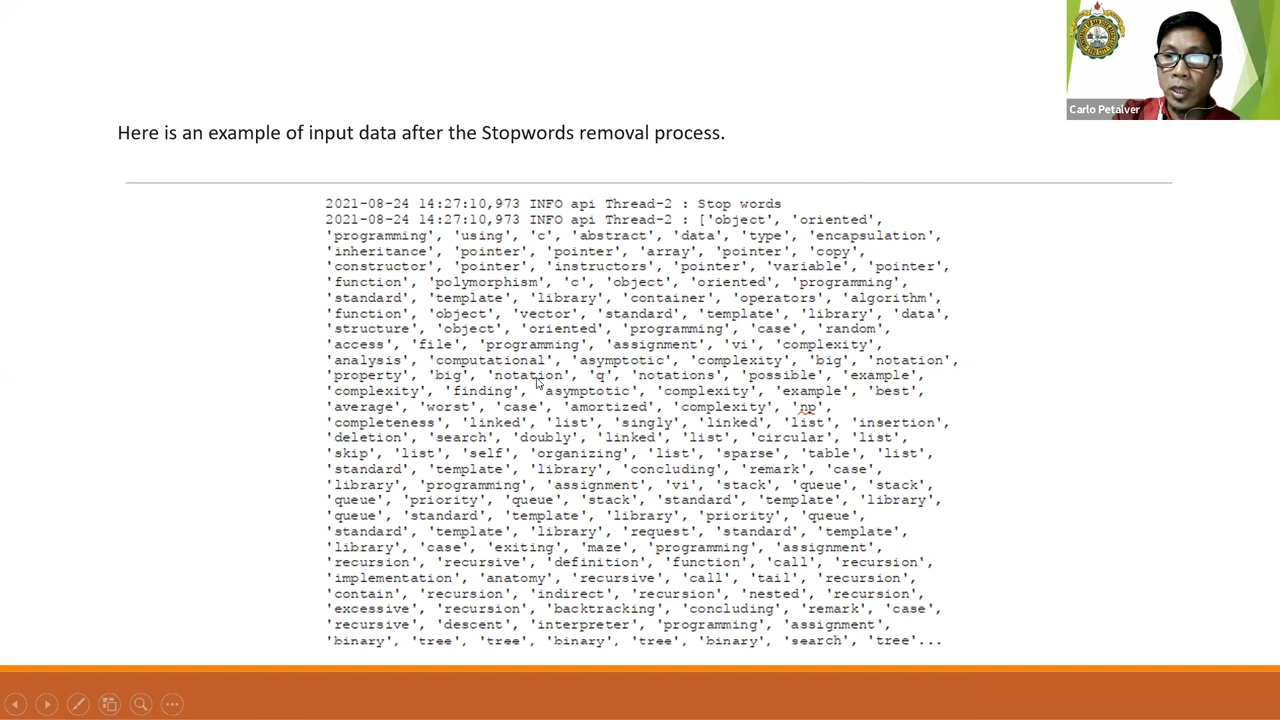 Carlo Petalver
Here is an example of input data after the Stopwords removal process.
2021-08-24 14:27:10,973 INFO api Thread-2 : Stop words
2021-08-24 14:27:10,973 INFO api Thread-2 : ['object', 'oriented',
'programming', 'using', 'c', 'abstract', 'data', 'type', 'encapsulation',
'inheritance', 'pointer', 'pointer', 'array', 'pointer', 'copy',
'constructor', 'pointer', 'instructors', 'pointer', 'variable', 'pointer',
'function', 'polymorphism', 'c', 'object', 'oriented', 'programming',
'standard', 'template', 'library', 'container', 'operators', 'algorithm',
'function', 'object', 'vector', 'standard', 'template', 'library', 'data',
'structure', 'object', 'oriented', 'programming', 'case', 'random',
'access', 'file', 'programming', 'assignment', 'vi', 'complexity',
'analysis', 'computational', 'asymptotic', 'complexity', 'big', 'notation',
'property', 'big', 'notation', 'q', 'notations', 'possible', 'example',
'complexity', 'finding', 'asymptotic', 'complexity', 'example', 'best',
'average', 'worst', 'case', 'amortized', 'complexity', 'np',
'completeness', 'linked', 'list', 'singly', 'linked', 'list', 'insertion',
'deletion', 'search', 'doubly', 'linked', 'list', 'circular', 'list',
'skip', 'list', 'self', 'organizing', 'list', 'sparse', 'table', 'list',
'standard', 'template', 'library', 'concluding', 'remark', 'case',
'library', 'programming', 'assignment', 'vi', 'stack', 'queue', 'stack',
'queue', 'priority', 'queue', 'stack', 'standard', 'template', 'library',
'queue', 'standard', 'template', 'library', 'priority', 'queue',
'standard', 'template', 'library', 'request', 'standard', 'template',
'library', 'case', 'exiting', 'maze', 'programming', 'assignment',
'recursion', 'recursive', 'definition', 'function', 'call', 'recursion',
'implementation', 'anatomy', 'recursive', 'call', 'tail', 'recursion',
'contain', 'recursion', 'indirect', 'recursion', 'nested', 'recursion',
'excessive', 'recursion', 'backtracking', 'concluding', 'remark', 'case',
'recursive', 'descent', 'interpreter', 'programming', 'assignment',
'binary', 'tree', 'tree', 'binary', 'tree', 'binary', 'search', 'tree'...